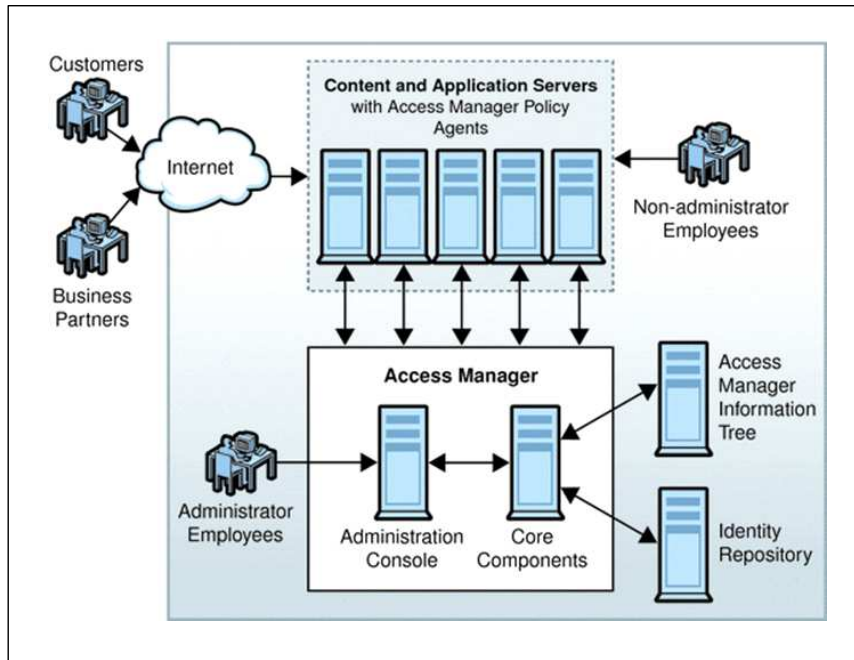 Customers
Content and Application Servers
with Access Manager Policy
Agents
Internet
Non-administrator
Employees
Business
Partners
Access Manager
Access
Manager
Information
Tree
Administrator
Employees
Administration
Console
Core
Components
Identity
Repository